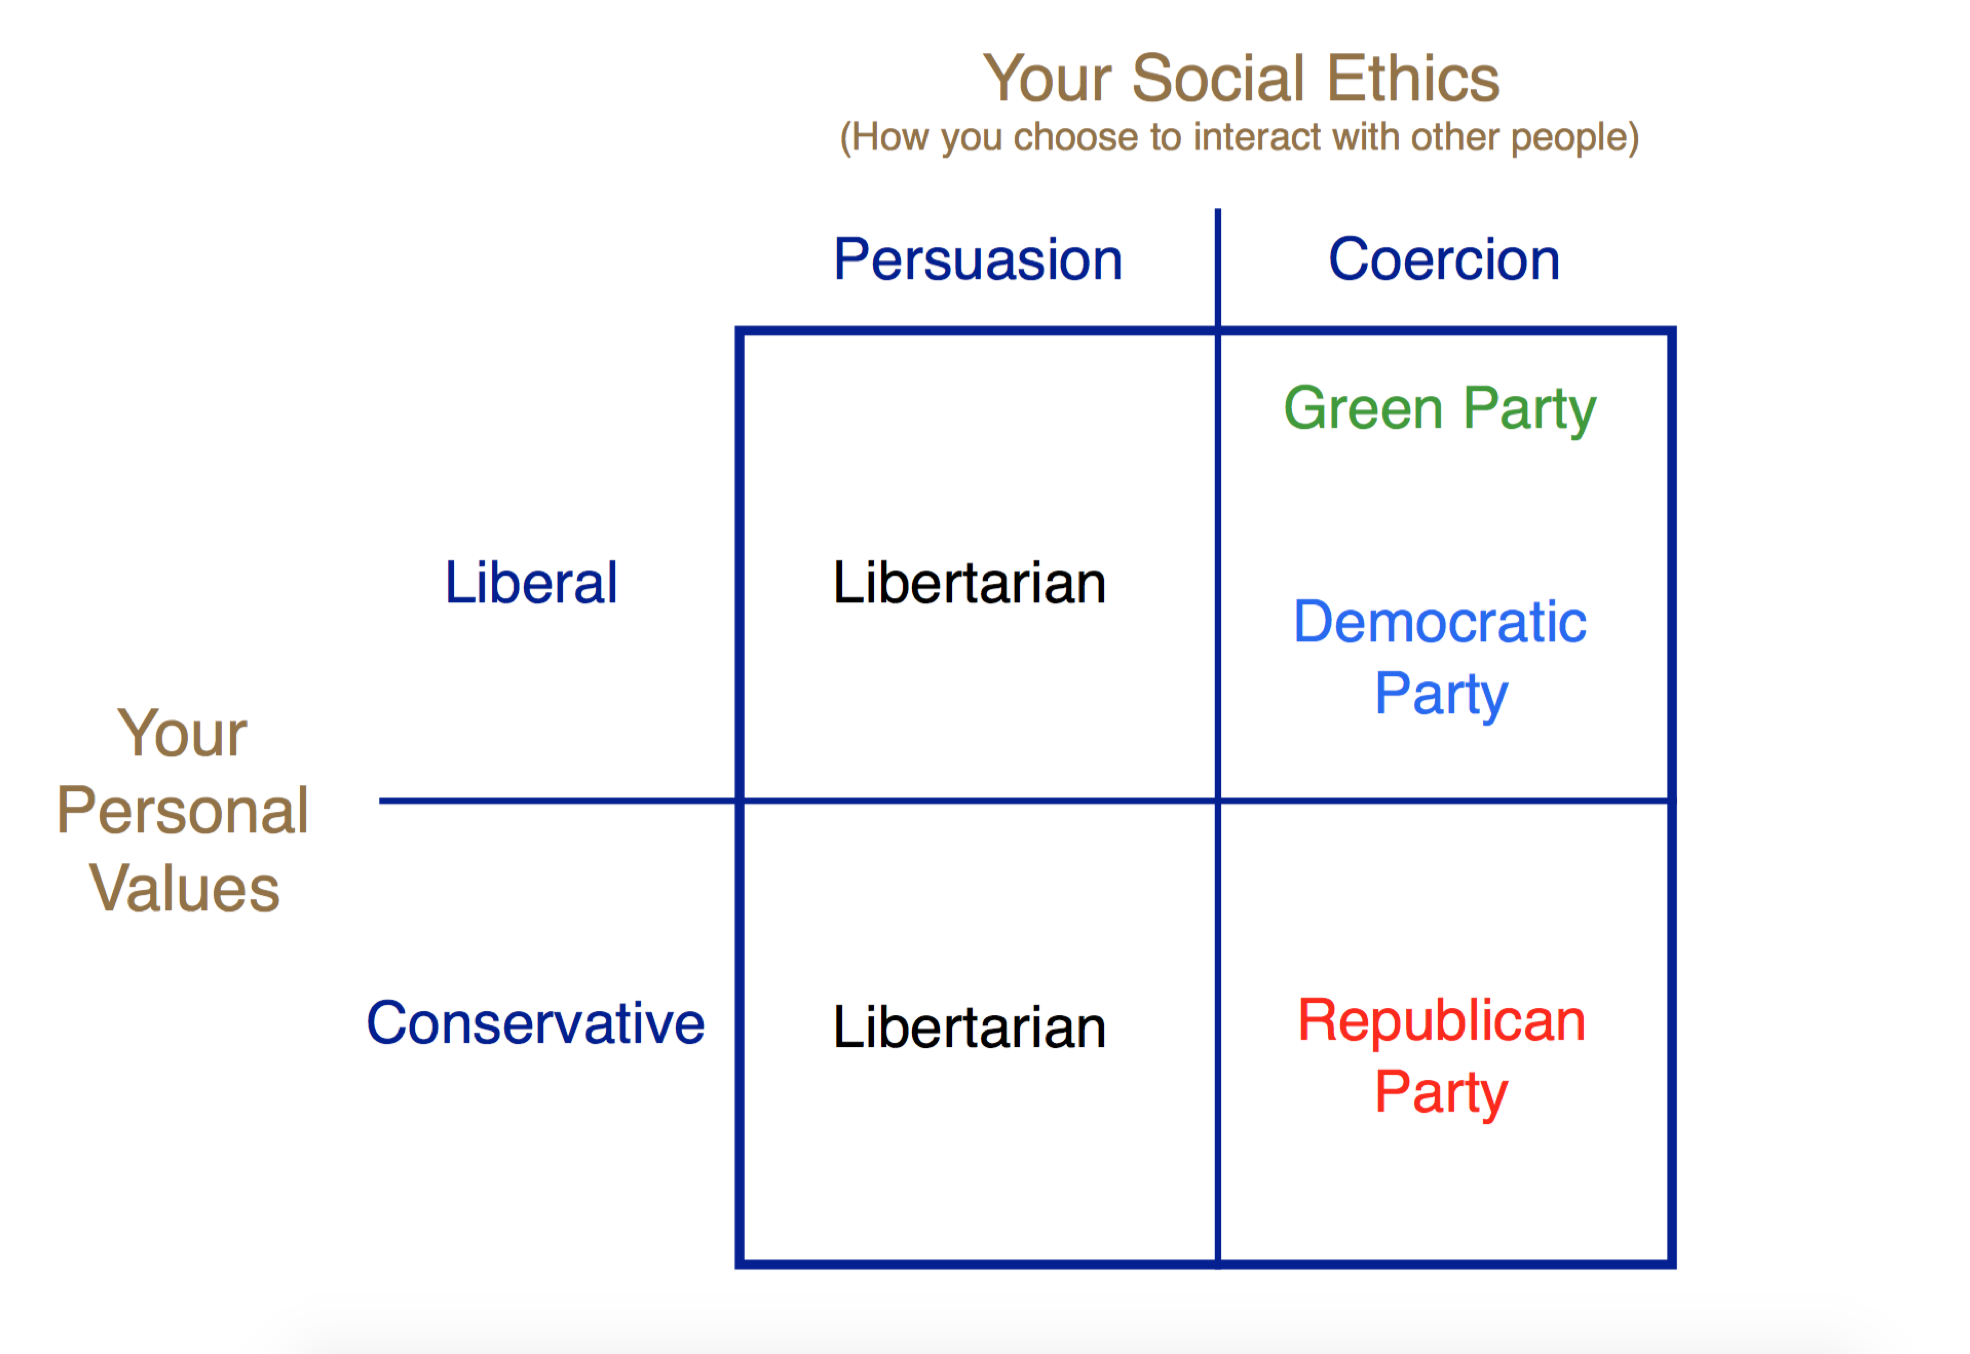 Your Social Ethics
(How you choose to interact with other people)
Persuasion
Coercion
Green Party
Liberal
Libertarian
Democratic
Party
Your
Personal
Values
Conservative
Libertarian
Republican
Party